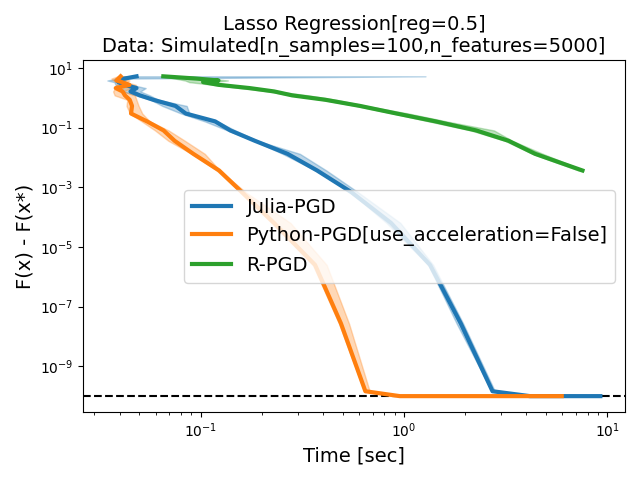 Lasso Regression[reg=0.5]
Data: Simulated[n_samples=100,n_features=5000]
F(x) - F(x*)
10¹
10⁻¹
10⁻³
10⁻⁵
10⁻⁷
10⁻⁹
Julia-PGD
Python-PGD[use_acceleration=False]
R-PGD
10⁻¹ 10⁰ 10¹
Time [sec]